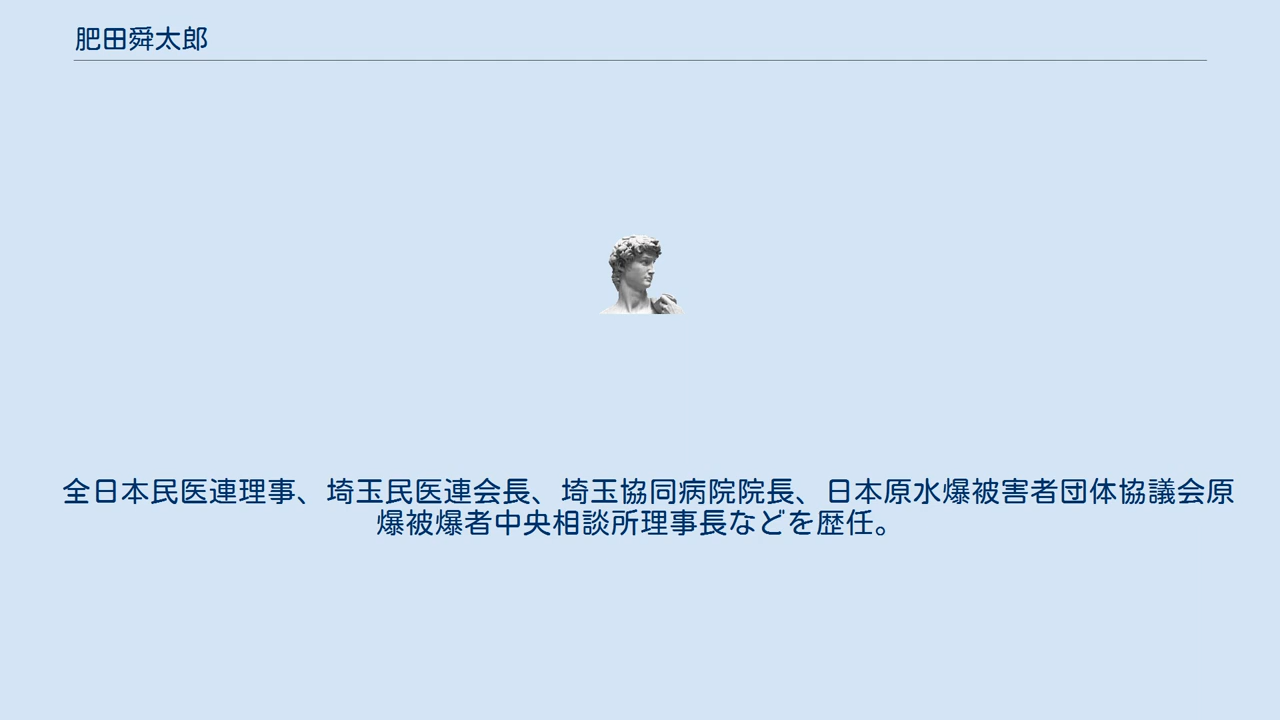 肥田舜太郎
全日本民医連理事、埼玉民医連会長、埼玉協同病院院長、日本原水爆被害者団体協議会原
爆被爆者中央相談所理事長などを歴任。